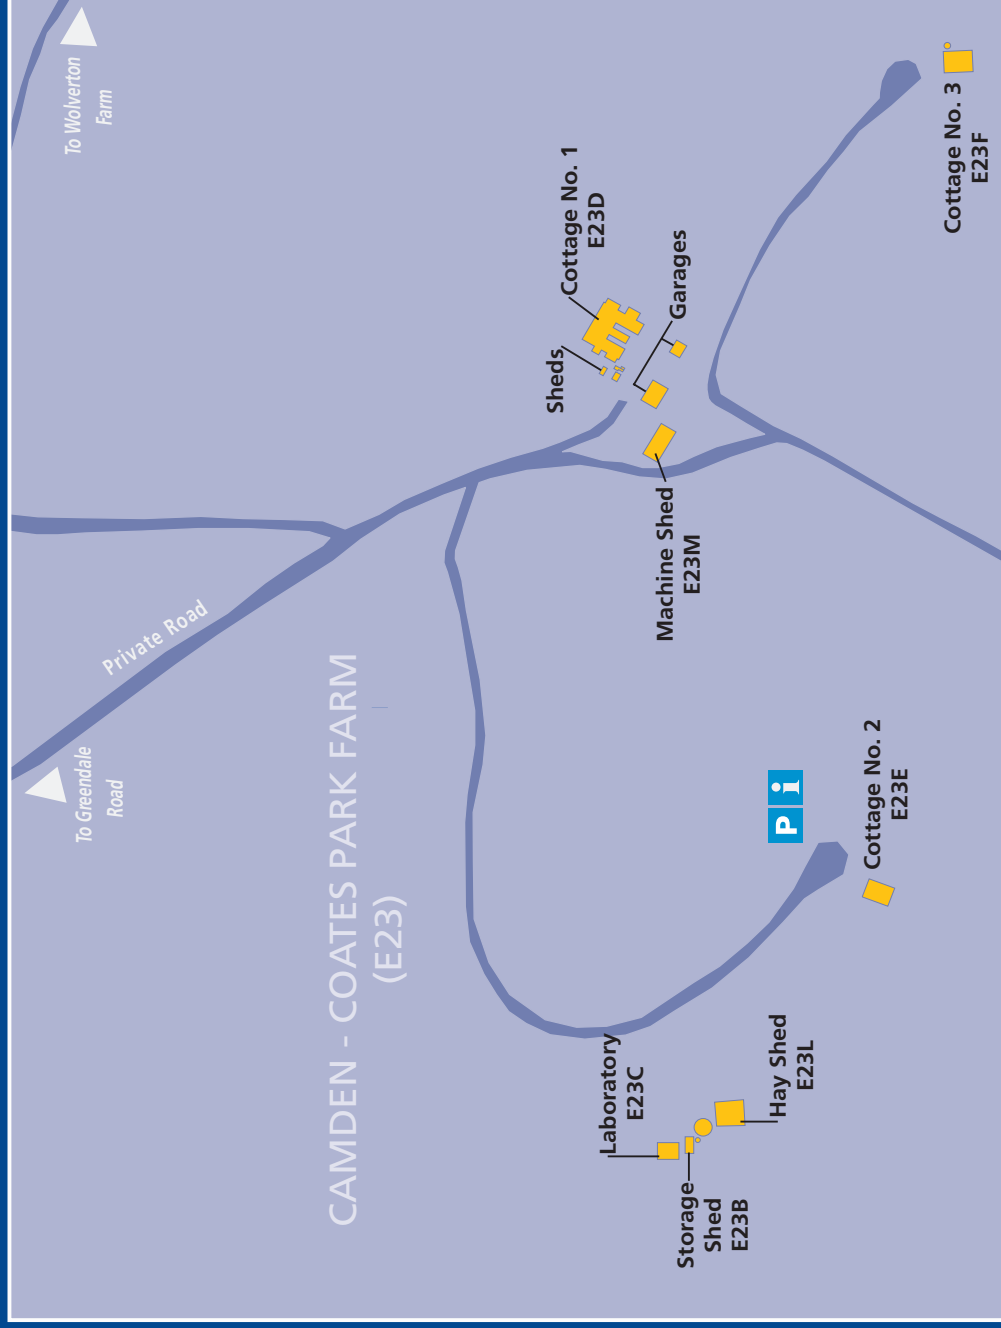 To Wolverton
Farm
Cottage No. 1
E23D
Garages
Sheds
Cottage No. 3
E23F
Machine Shed
E23M
Private Road
To Greendale
Road
CAMDEN - COATES PARK FARM
(E23)
P i
Cottage No. 2
E23E
Laboratory
E23C
Hay Shed
E23L
Storage
Shed
E23B